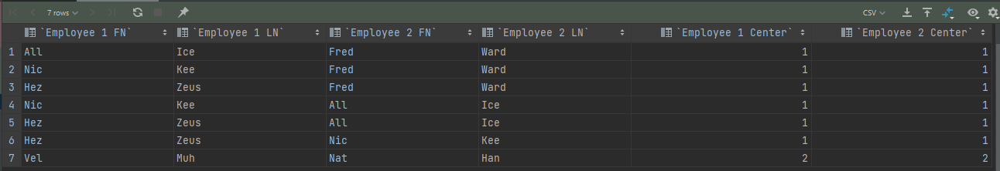 7 rows CSV
`Employee 1 FN` `Employee 1 LN` `Employee 2 FN` `Employee 2 LN` `Employee 1 Center` `Employee 2 Center`
1 All Ice Fred Ward 1 1
2 Nic Kee Fred Ward 1 1
3 Hez Zeus Fred Ward 1 1
4 Nic Kee All Ice 1 1
5 Hez Zeus All Ice 1 1
6 Hez Zeus Nic Kee 1 1
7 Vel Muh Nat Han 2 2